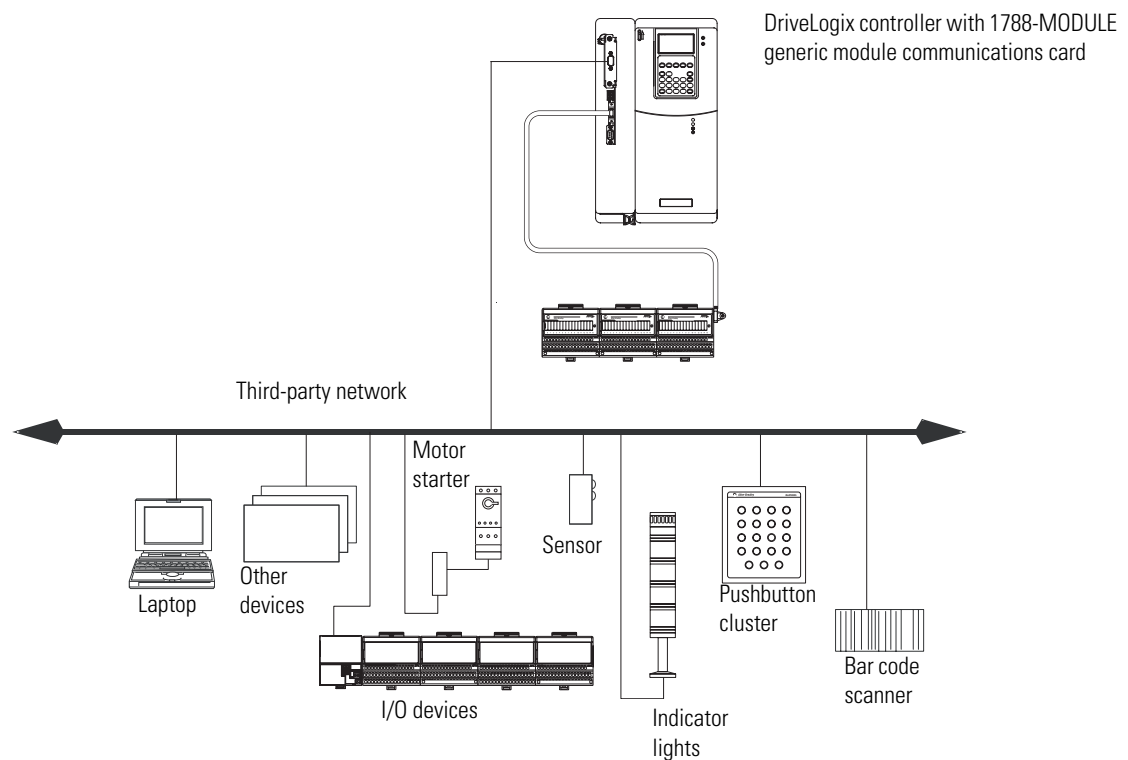 DriveLogix controller with 1788-MODULE
generic module communications card
Third-party network
Motor
starter
Sensor
Laptop
Other
devices
I/O devices
Indicator
lights
Pushbutton
cluster
Bar code
scanner